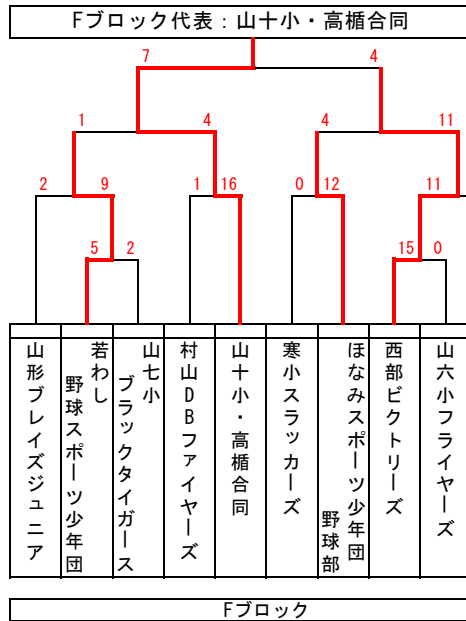 Fブロック代表：山十小・高楯合同
7 4
1 4 4 11
2 9 1 16 0 12 11
5 2 15 0
山形ブレイズジュニア
若わし
野球スポーツ少年団
山七小
ブラックタイガース
村山DBファイヤーズ
山十小・高楯合同
寒小スラッカーズ
ほなみスポーツ少年団
野球部
西部ビクトリーズ
山六小フライヤーズ
Fブロック